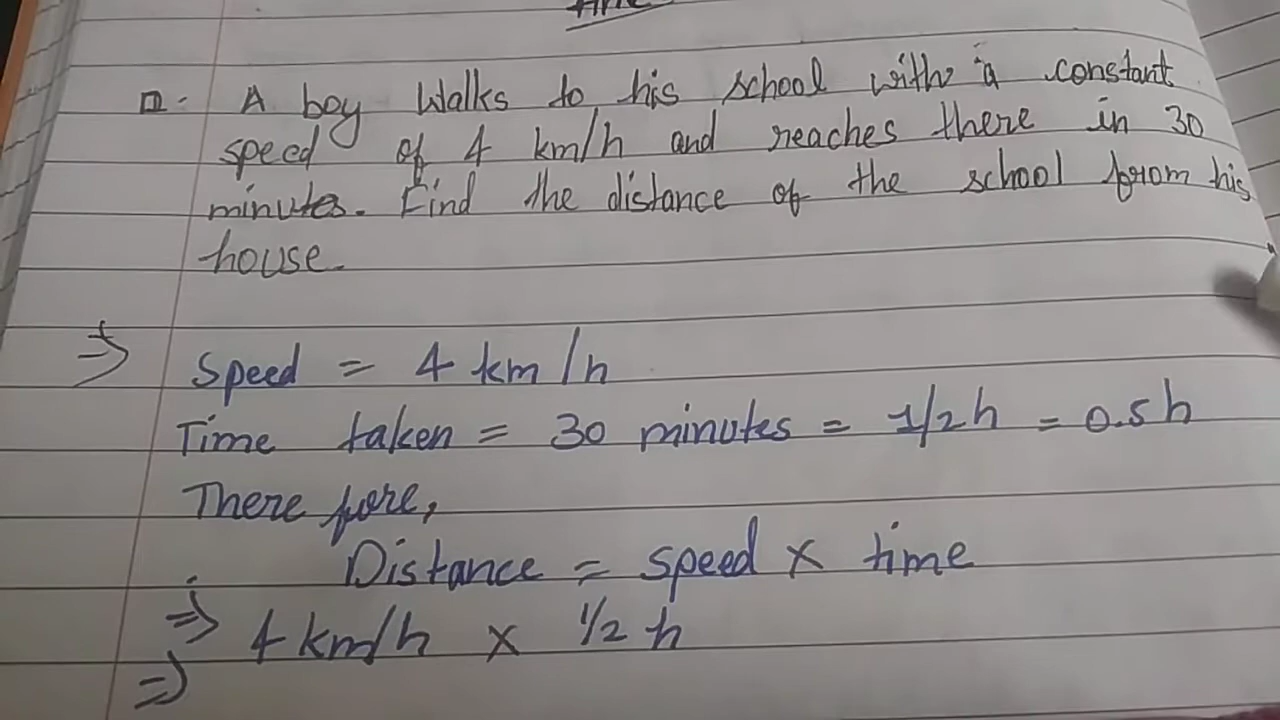 Q. A boy walks to his school with a constant
speed of 4 km/h and reaches there in 30
minutes. Find the distance of the school from his
house.
⇒ Speed = 4 km/h
Time taken = 30 minutes = 1/2 h = 0.5 h
There fore,
Distance = speed × time
⇒ 4 km/h × 1/2 h
⇒